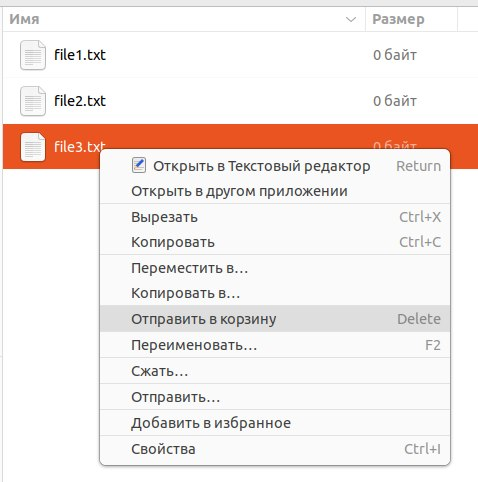 Имя Размер
file1.txt 0 байт
file2.txt 0 байт
file3.txt 0 байт
Открыть в Текстовый редактор Return
Открыть в другом приложении
Вырезать Ctrl+X
Копировать Ctrl+C
Переместить в…
Копировать в…
Отправить в корзину Delete
Переименовать… F2
Сжать…
Отправить…
Добавить в избранное
Свойства Ctrl+I